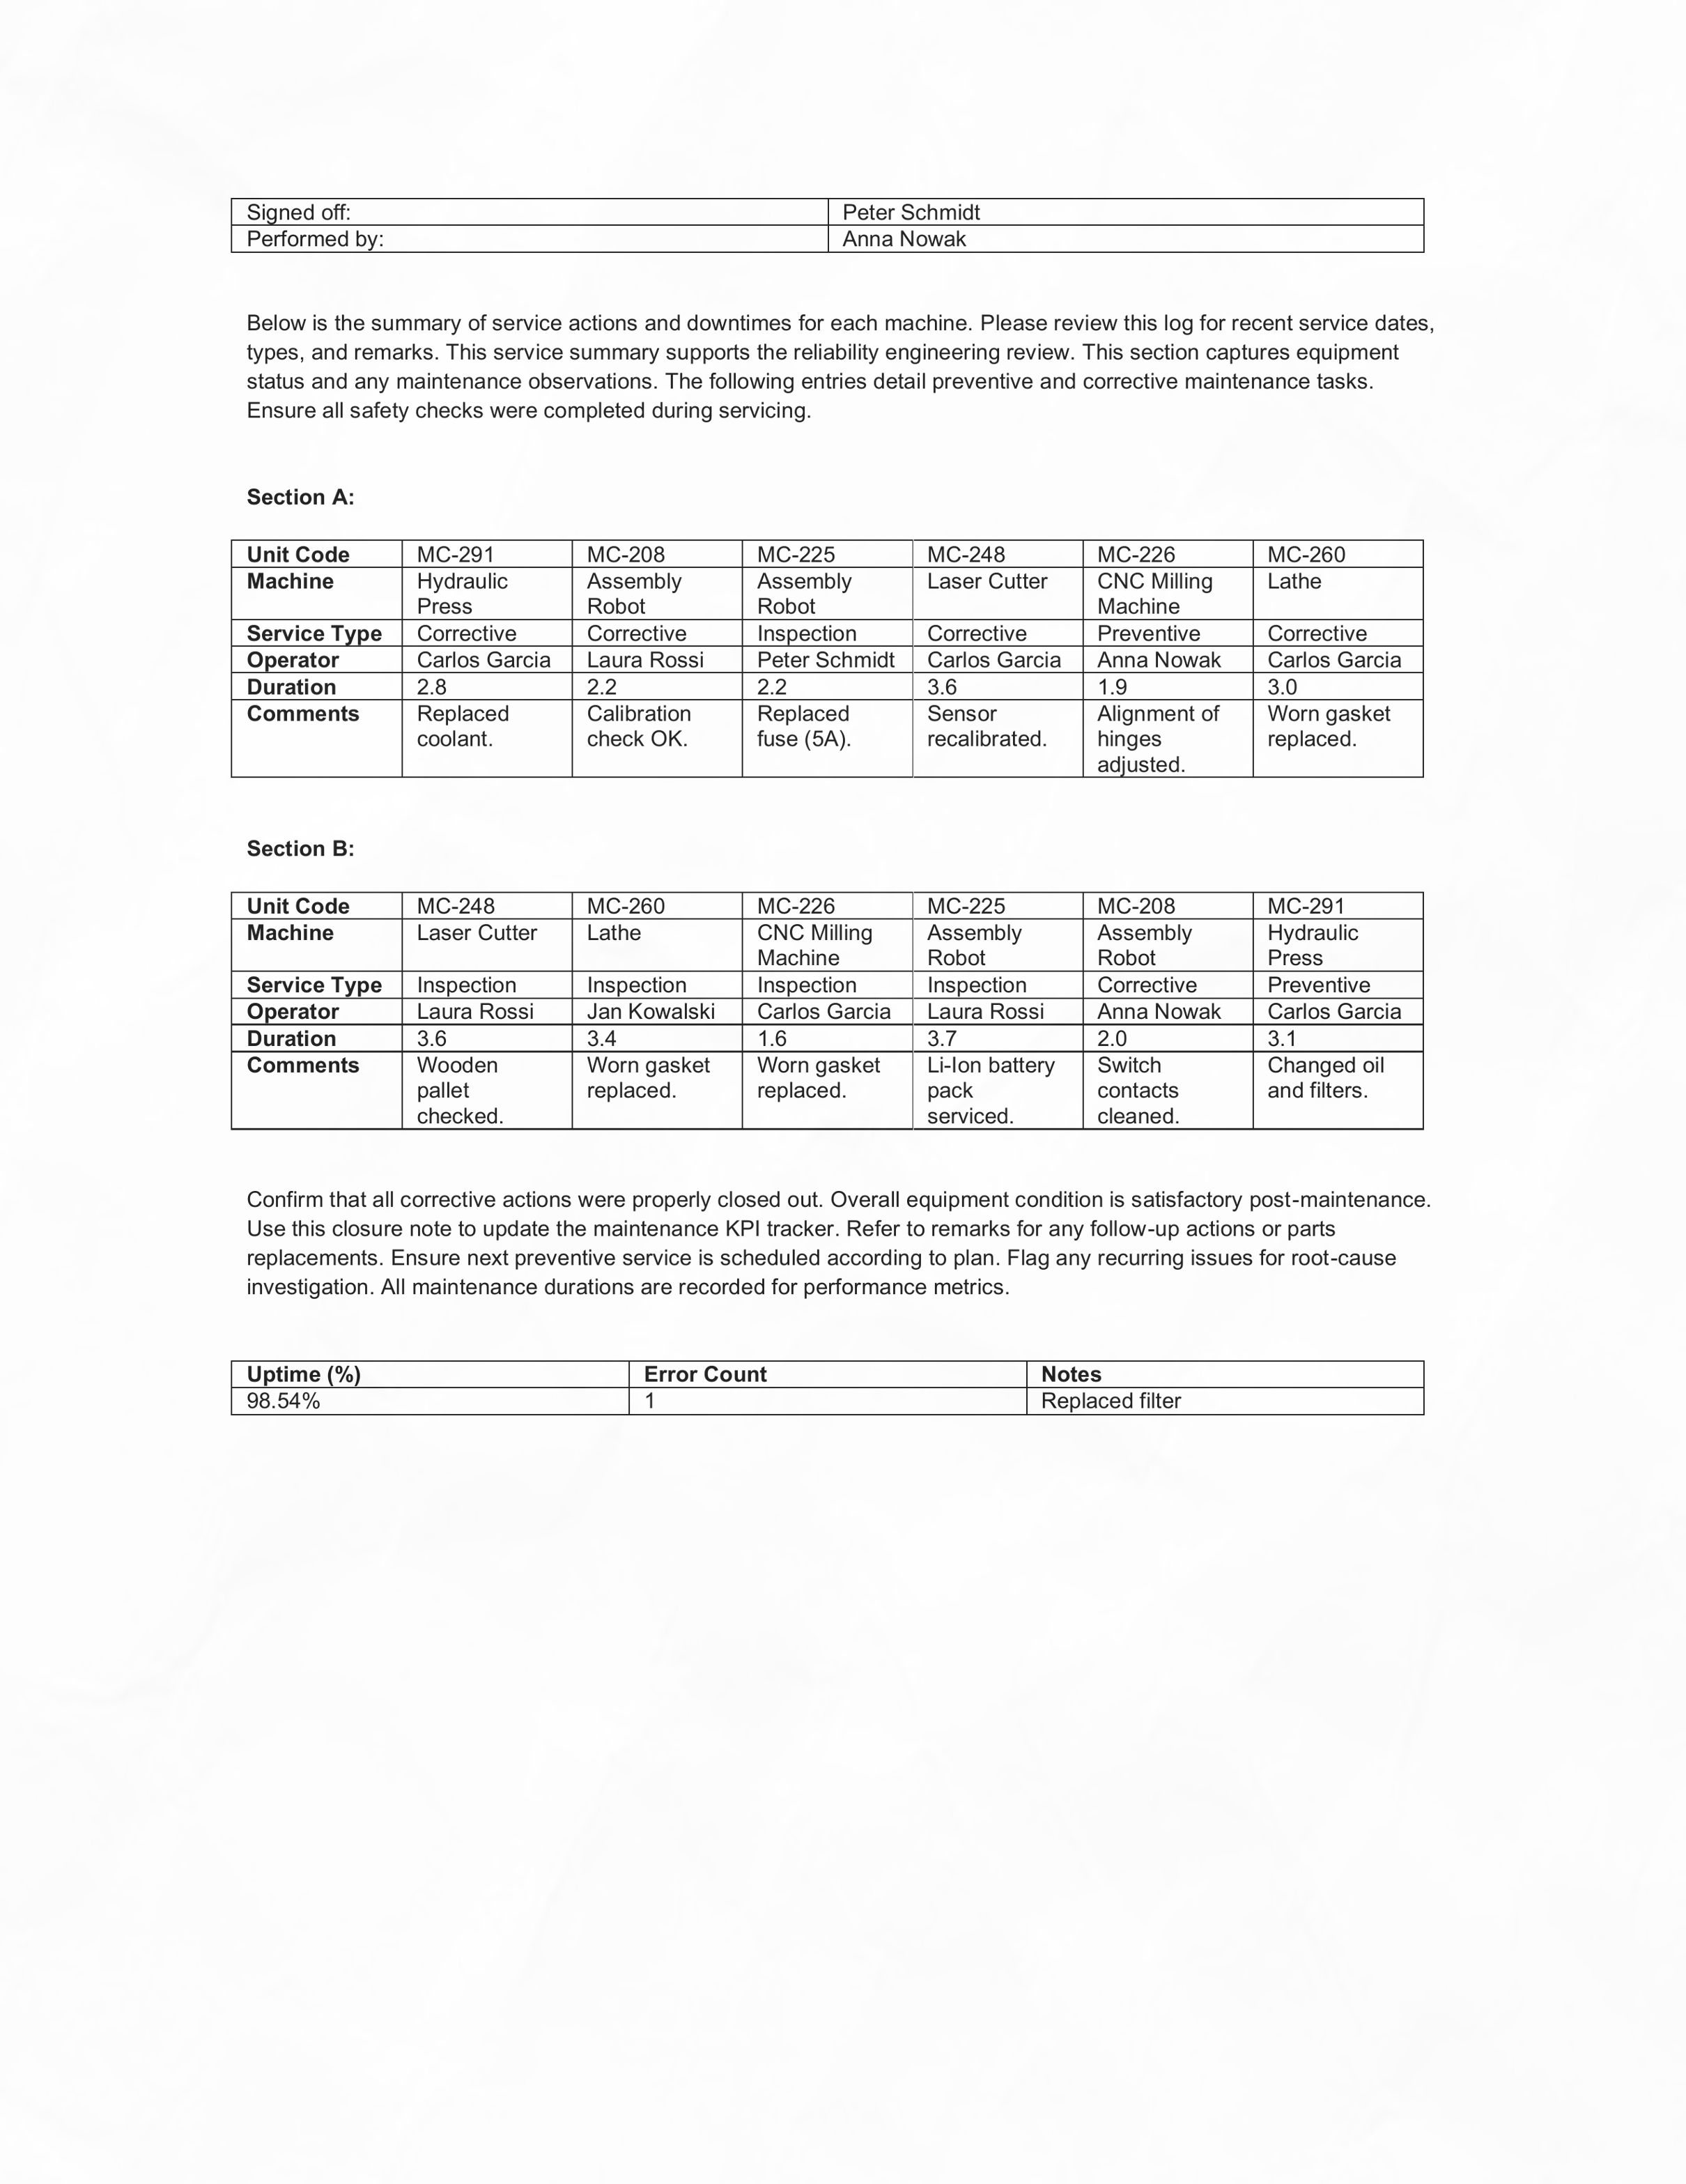 Signed off: Peter Schmidt
Performed by: Anna Nowak
Below is the summary of service actions and downtimes for each machine. Please review this log for recent service dates,
types, and remarks. This service summary supports the reliability engineering review. This section captures equipment
status and any maintenance observations. The following entries detail preventive and corrective maintenance tasks.
Ensure all safety checks were completed during servicing.
Section A:
Unit Code MC-291 MC-208 MC-225 MC-248 MC-226 MC-260
Machine Hydraulic Assembly Assembly Laser Cutter CNC Milling Lathe
Press Robot Robot Machine
Service Type Corrective Corrective Inspection Corrective Preventive Corrective
Operator Carlos Garcia Laura Rossi Peter Schmidt Carlos Garcia Anna Nowak Carlos Garcia
Duration 2.8 2.2 2.2 3.6 1.9 3.0
Comments Replaced Calibration Replaced Sensor Alignment of Worn gasket
coolant. check OK. fuse (5A). recalibrated. hinges replaced.
adjusted.
Section B:
Unit Code MC-248 MC-260 MC-226 MC-225 MC-208 MC-291
Machine Laser Cutter Lathe CNC Milling Assembly Assembly Hydraulic
Machine Robot Robot Press
Service Type Inspection Inspection Inspection Inspection Corrective Preventive
Operator Laura Rossi Jan Kowalski Carlos Garcia Laura Rossi Anna Nowak Carlos Garcia
Duration 3.6 3.4 1.6 3.7 2.0 3.1
Comments Wooden Worn gasket Worn gasket Li-Ion battery Switch Changed oil
pallet replaced. replaced. pack contacts and filters.
checked. serviced. cleaned.
Confirm that all corrective actions were properly closed out. Overall equipment condition is satisfactory post-maintenance.
Use this closure note to update the maintenance KPI tracker. Refer to remarks for any follow-up actions or parts
replacements. Ensure next preventive service is scheduled according to plan. Flag any recurring issues for root-cause
investigation. All maintenance durations are recorded for performance metrics.
Uptime (%) Error Count Notes
98.54% 1 Replaced filter